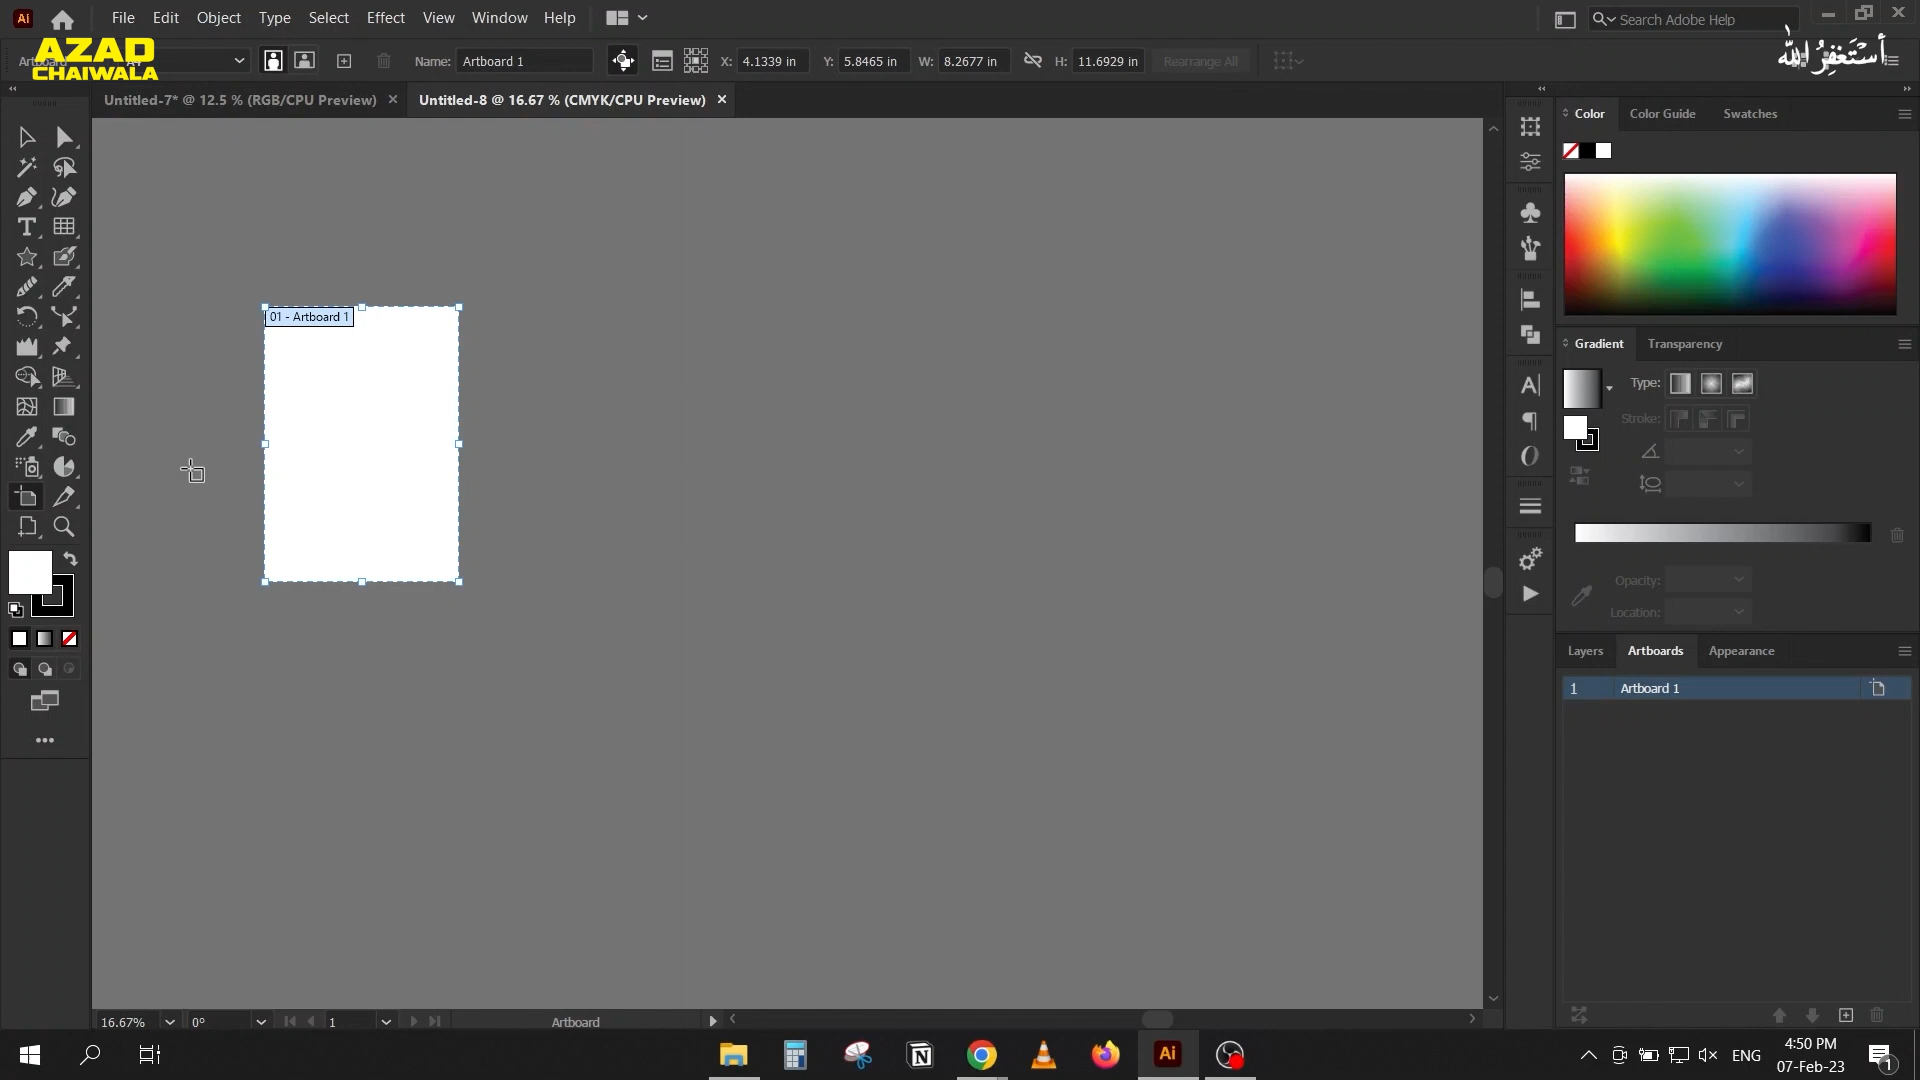 Ai File Edit Object Type Select Effect View Window Help Search Adobe Help
AZAD
CHAIWALA
أَسْتَغْفِرُ اللّٰه
Name: Artboard 1 X: 4.1339 in Y: 5.8465 in W: 8.2677 in H: 11.6929 in Rearrange All
Untitled-7* @ 12.5 % (RGB/CPU Preview) × Untitled-8 @ 16.67 % (CMYK/CPU Preview) ×
Color Color Guide Swatches
01 - Artboard 1
Gradient Transparency
Type:
Stroke:
Opacity:
Location:
Layers Artboards Appearance
1 Artboard 1
16.67% 0° 1 Artboard
ENG
4:50 PM
07-Feb-23
1
Ai